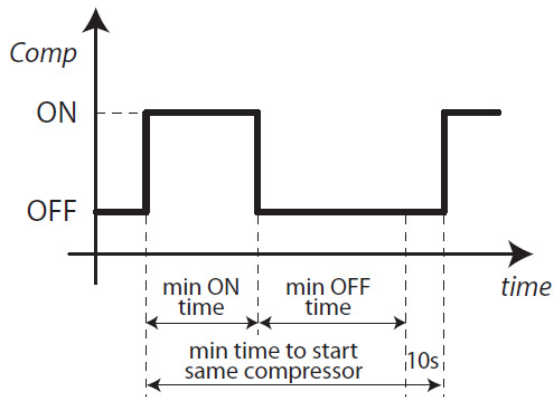 Comp
ON
OFF
time
min ON
time
min OFF
time
min time to start
same compressor
10s